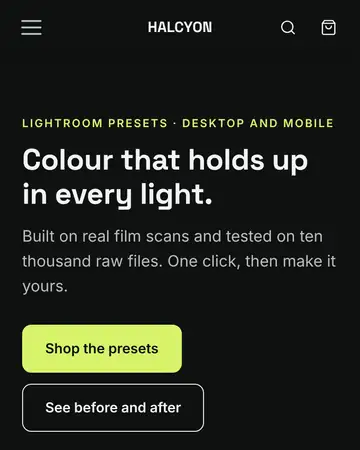 HALCYON
LIGHTROOM PRESETS · DESKTOP AND MOBILE
Colour that holds up
in every light.
Built on real film scans and tested on ten
thousand raw files. One click, then make it
yours.
Shop the presets
See before and after